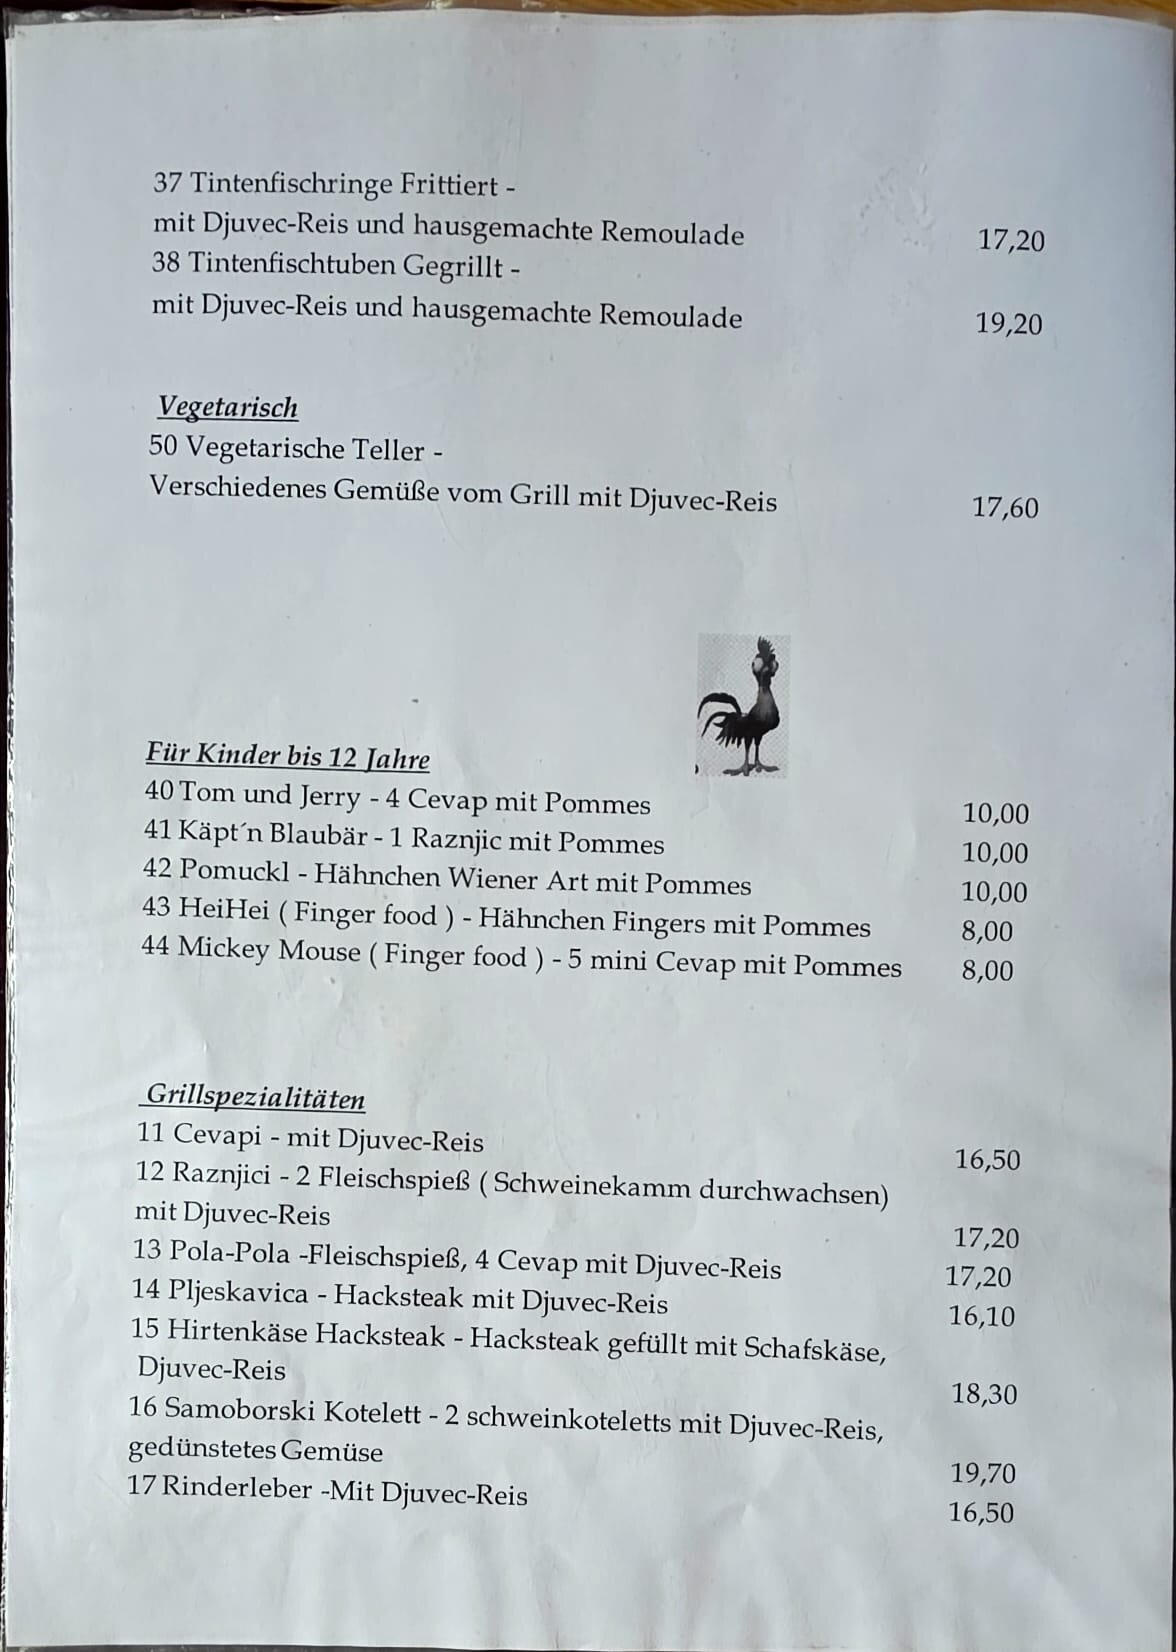 37 Tintenfischringe Frittiert -
mit Djuvec-Reis und hausgemachte Remoulade 17,20
38 Tintenfischtuben Gegrillt -
mit Djuvec-Reis und hausgemachte Remoulade 19,20
Vegetarisch
50 Vegetarische Teller -
Verschiedenes Gemüße vom Grill mit Djuvec-Reis 17,60
Für Kinder bis 12 Jahre
40 Tom und Jerry - 4 Cevap mit Pommes 10,00
41 Käpt´n Blaubär - 1 Raznjic mit Pommes 10,00
42 Pomuckl - Hähnchen Wiener Art mit Pommes 10,00
43 HeiHei ( Finger food ) - Hähnchen Fingers mit Pommes 8,00
44 Mickey Mouse ( Finger food ) - 5 mini Cevap mit Pommes 8,00
Grillspezialitäten
11 Cevapi - mit Djuvec-Reis 16,50
12 Raznjici - 2 Fleischspieß ( Schweinekamm durchwachsen)
mit Djuvec-Reis 17,20
13 Pola-Pola -Fleischspieß, 4 Cevap mit Djuvec-Reis 17,20
14 Pljeskavica - Hacksteak mit Djuvec-Reis 16,10
15 Hirtenkäse Hacksteak - Hacksteak gefüllt mit Schafskäse,
Djuvec-Reis 18,30
16 Samoborski Kotelett - 2 schweinkoteletts mit Djuvec-Reis,
gedünstetes Gemüse 19,70
17 Rinderleber -Mit Djuvec-Reis 16,50